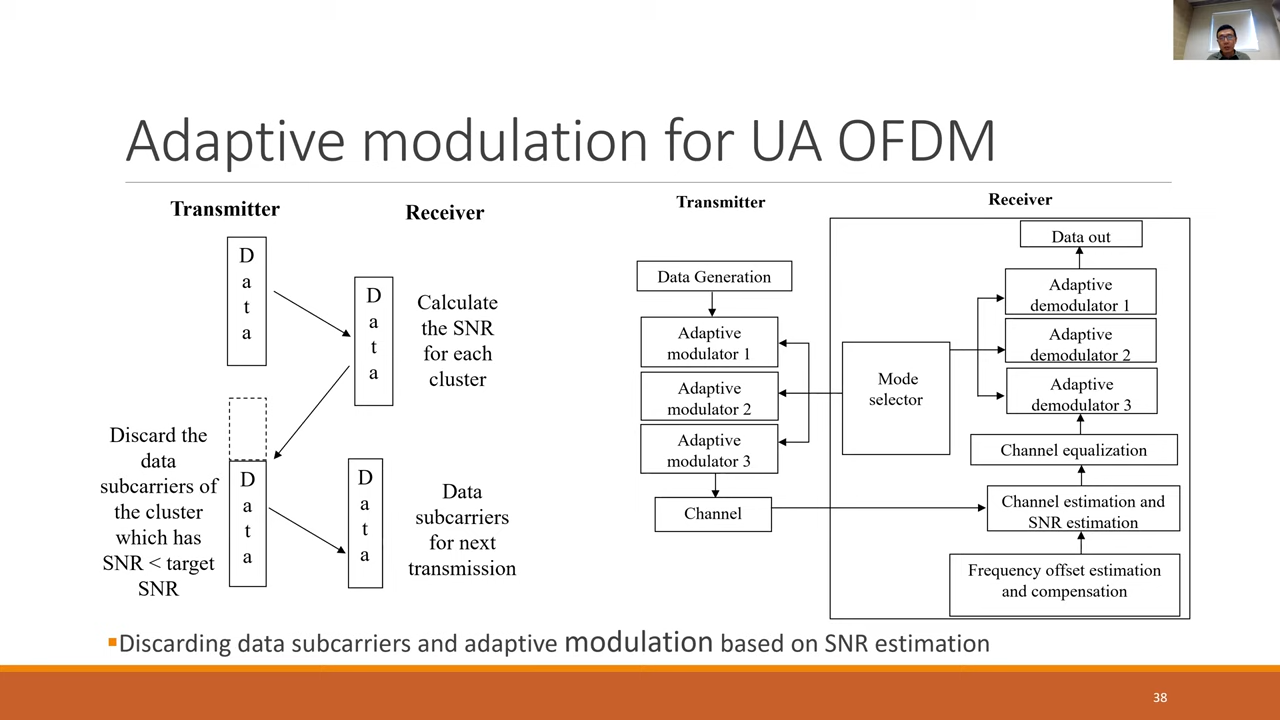 Adaptive modulation for UA OFDM
Transmitter
Receiver
D
a
t
a
D
a
t
a
Calculate
the SNR
for each
cluster
Discard the
data
subcarriers of
the cluster
which has
SNR < target
SNR
D
a
t
a
D
a
t
a
Data
subcarriers
for next
transmission
Transmitter
Receiver
Data Generation
Adaptive
modulator 1
Adaptive
modulator 2
Adaptive
modulator 3
Channel
Mode
selector
Data out
Adaptive
demodulator 1
Adaptive
demodulator 2
Adaptive
demodulator 3
Channel equalization
Channel estimation and
SNR estimation
Frequency offset estimation
and compensation
▪Discarding data subcarriers and adaptive modulation based on SNR estimation
38